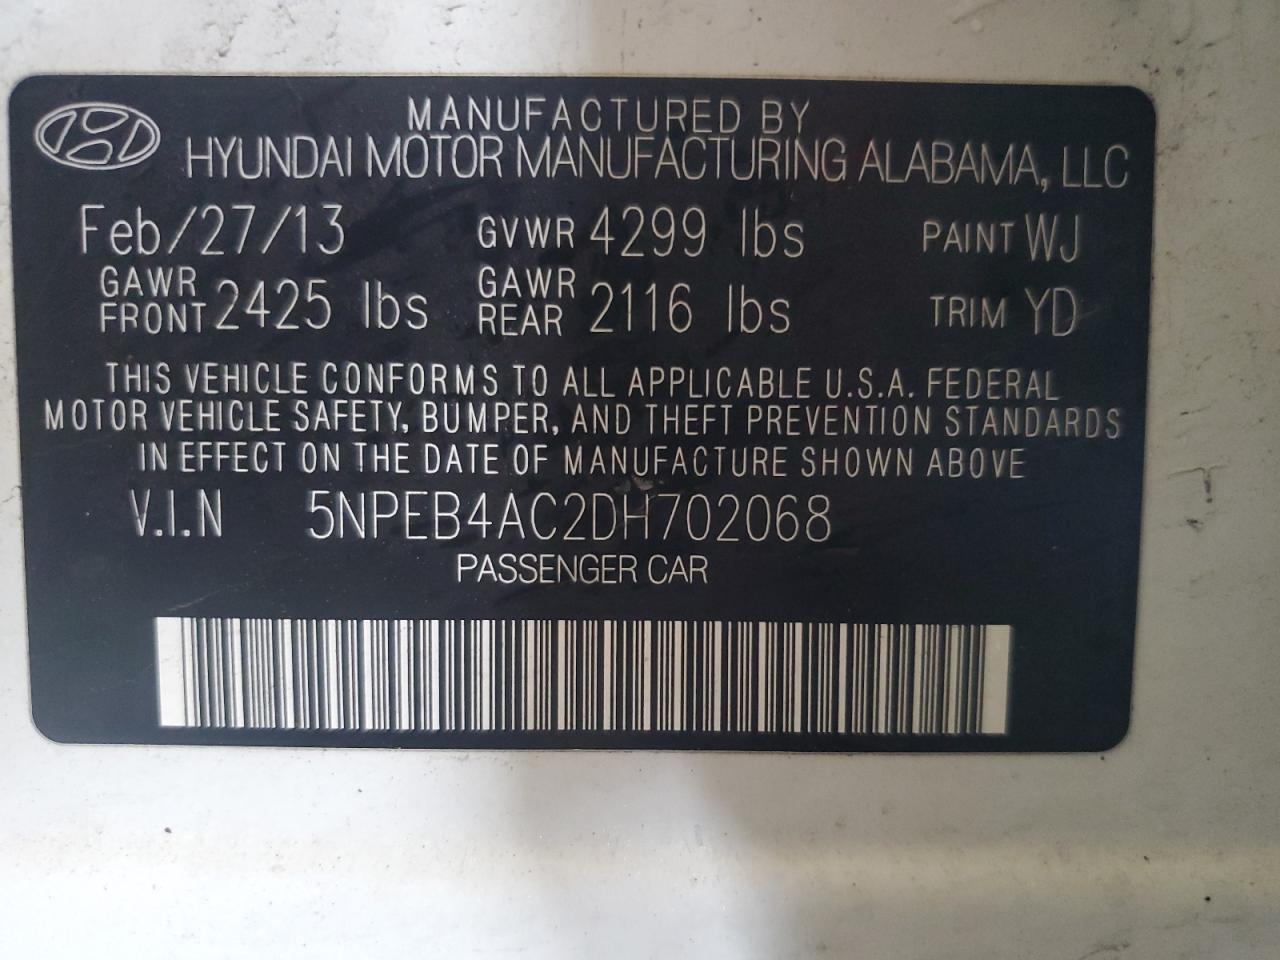 MANUFACTURED BY
HYUNDAI MOTOR MANUFACTURING ALABAMA, LLC
Feb/27/13 GVWR 4299 lbs PAINT WJ
GAWR FRONT 2425 lbs GAWR REAR 2116 lbs TRIM YD
THIS VEHICLE CONFORMS TO ALL APPLICABLE U.S.A. FEDERAL
MOTOR VEHICLE SAFETY, BUMPER, AND THEFT PREVENTION STANDARDS
IN EFFECT ON THE DATE OF MANUFACTURE SHOWN ABOVE
V.I.N 5NPEB4AC2DH702068
PASSENGER CAR